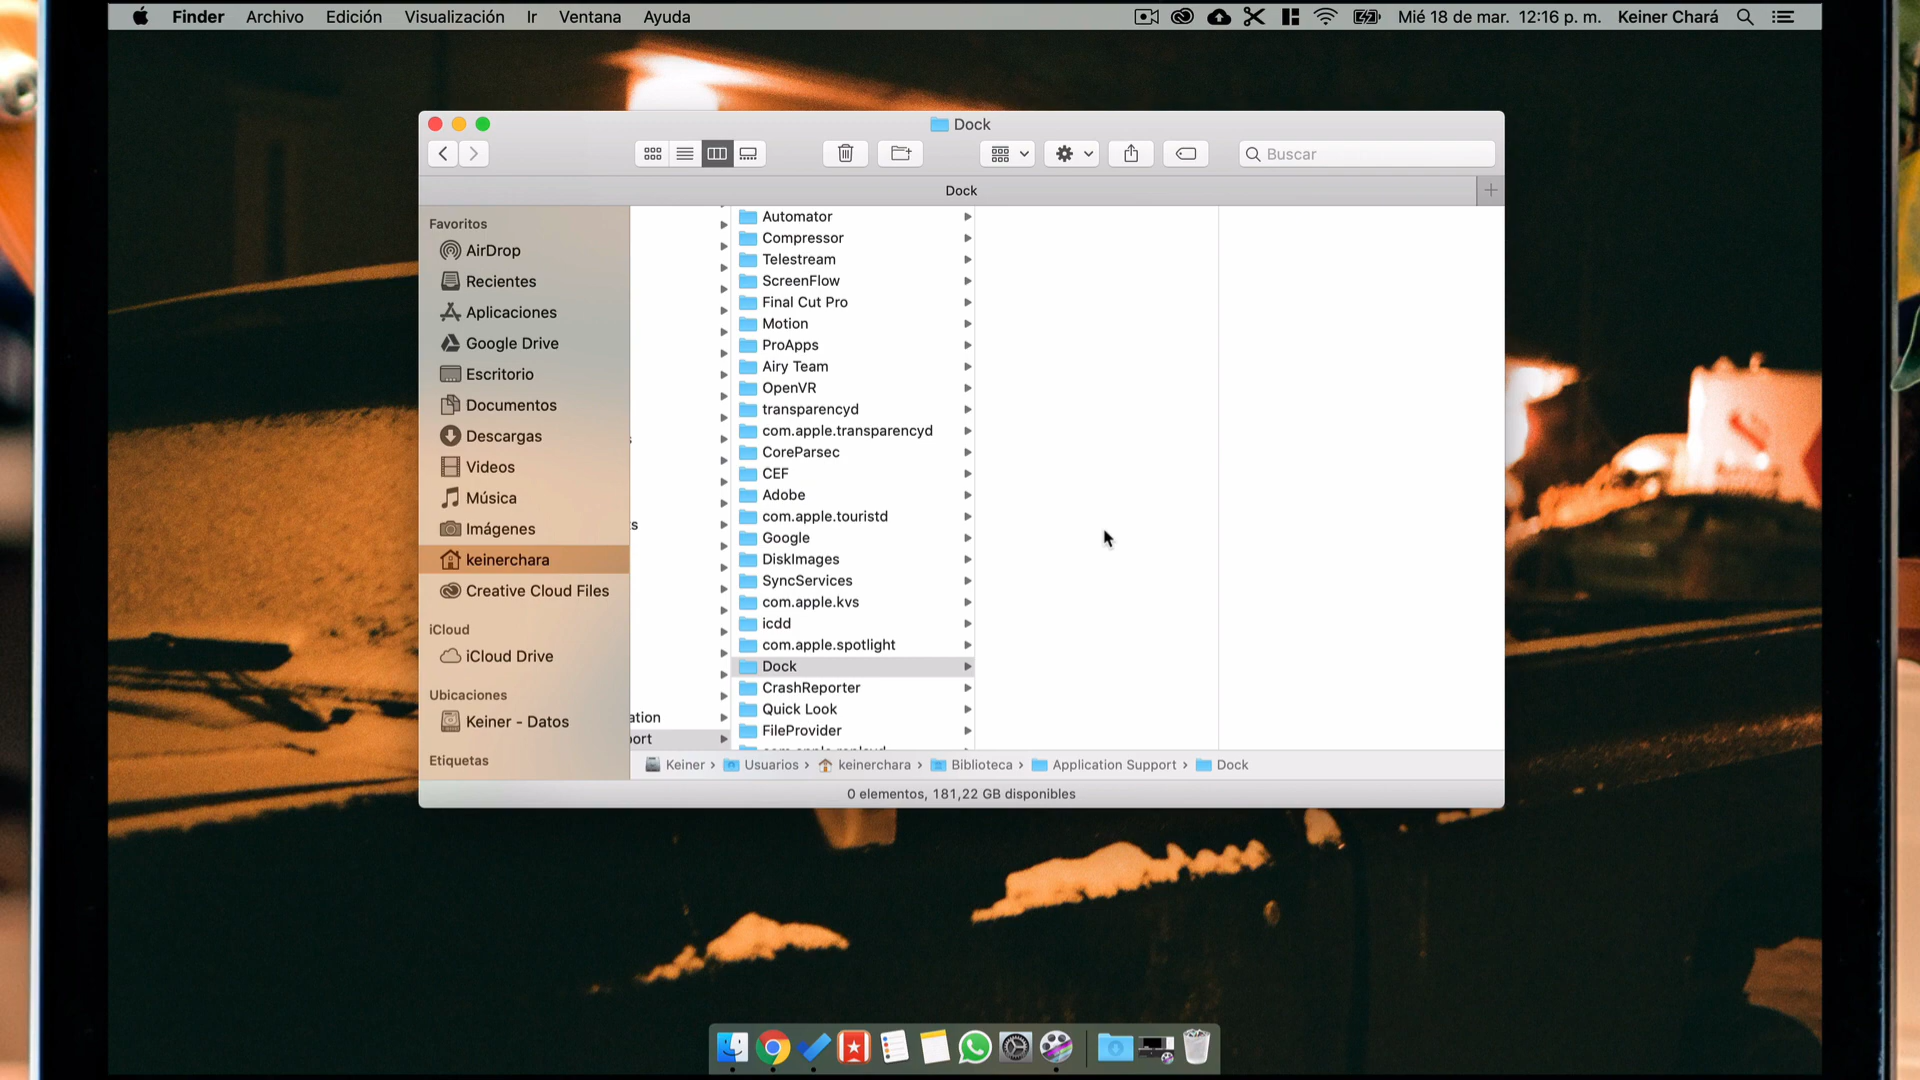 Finder Archivo Edición Visualización Ir Ventana Ayuda Mié 18 de mar. 12:16 p. m. Keiner Chará
Dock
Buscar
Dock
Favoritos
AirDrop
Recientes
Aplicaciones
Google Drive
Escritorio
Documentos
Descargas
Videos
Música
Imágenes
keinerchara
Creative Cloud Files
iCloud
iCloud Drive
Ubicaciones
Keiner - Datos
Etiquetas
s
ation
port
Automator
Compressor
Telestream
ScreenFlow
Final Cut Pro
Motion
ProApps
Airy Team
OpenVR
transparencyd
com.apple.transparencyd
CoreParsec
CEF
Adobe
com.apple.touristd
Google
DiskImages
SyncServices
com.apple.kvs
icdd
com.apple.spotlight
Dock
CrashReporter
Quick Look
FileProvider
Keiner › Usuarios › keinerchara › Biblioteca › Application Support › Dock
0 elementos, 181,22 GB disponibles